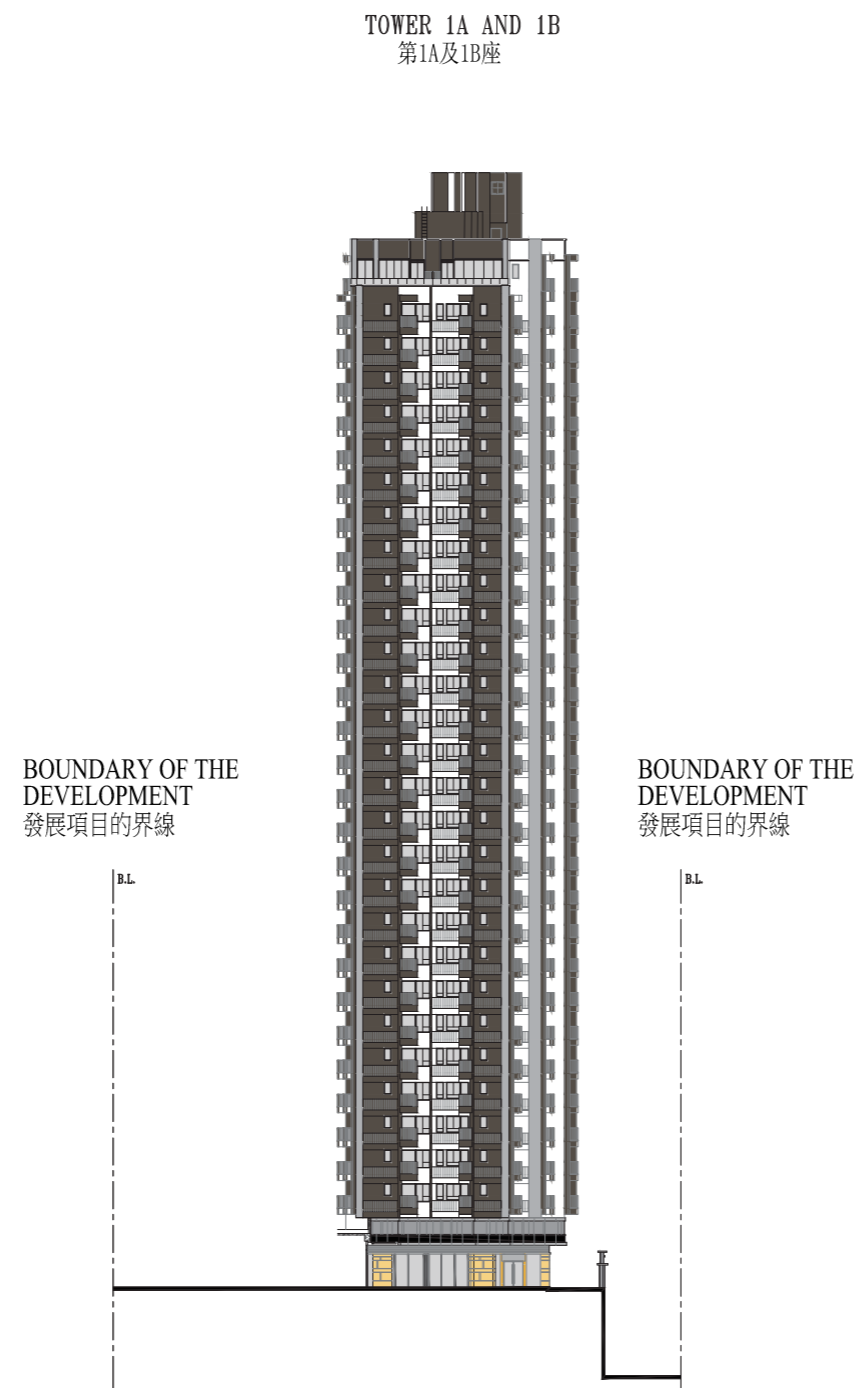 TOWER 1A AND 1B
第1A及1B座
BOUNDARY OF THE
DEVELOPMENT
發展項目的界線
B.L.
BOUNDARY OF THE
DEVELOPMENT
發展項目的界線
B.L.